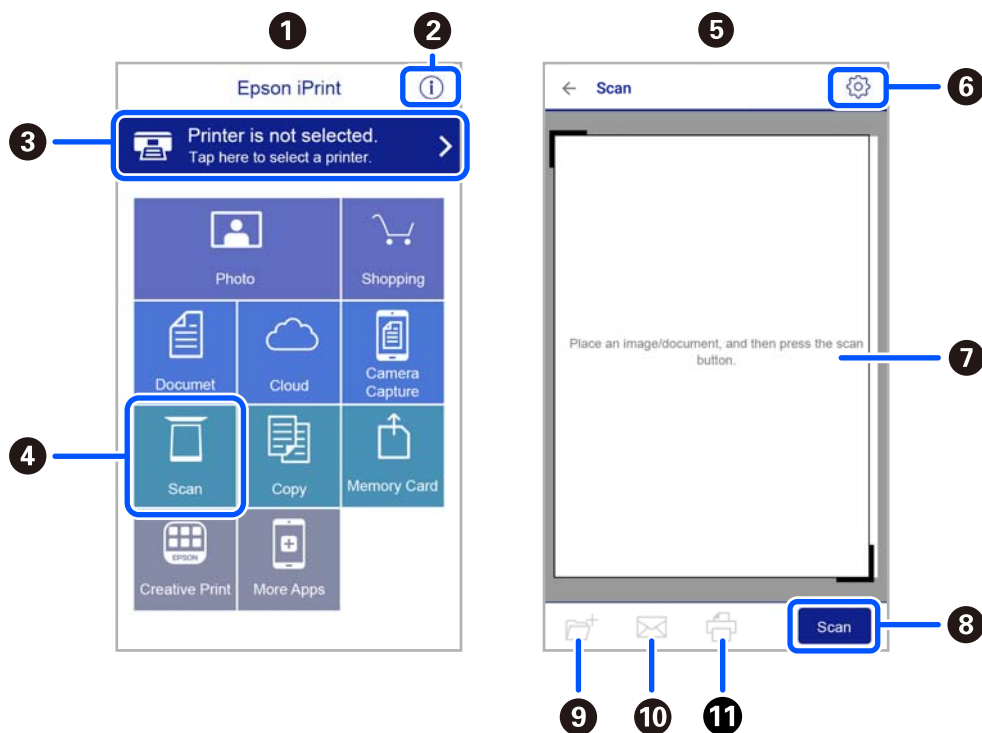 1
2
5
Epson iPrint
Scan
6
3
Printer is not selected.
Tap here to select a printer.
Photo
Shopping
Place an image/document, and then press the scan
button.
7
Documet
Cloud
Camera
Capture
4
Scan
Copy
Memory Card
EPSON
Creative Print
More Apps
Scan
8
9
10
11